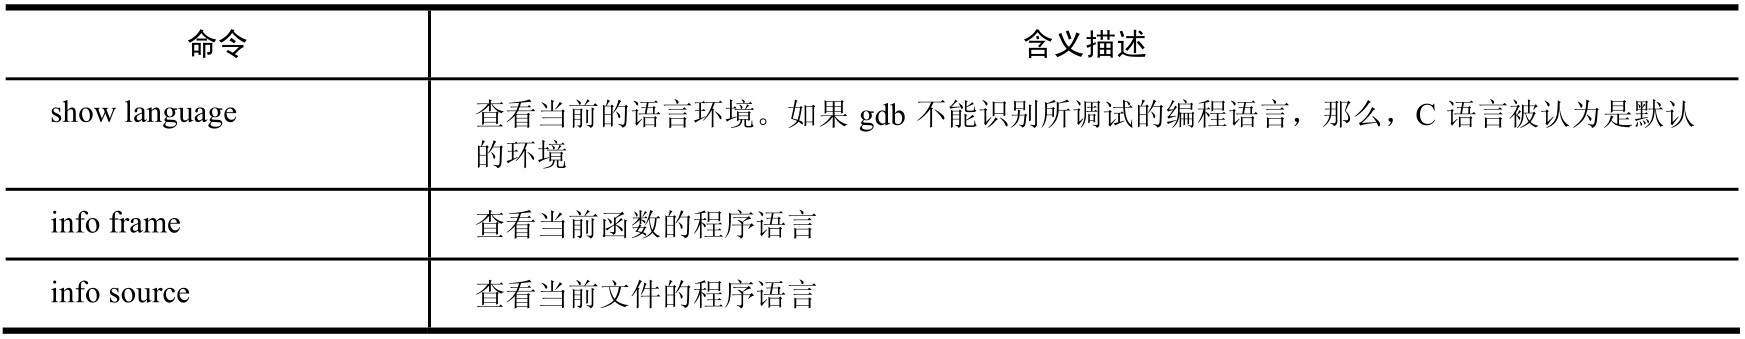 命令 含义描述
show language 查看当前的语言环境。如果 gdb 不能识别所调试的编程语言，那么，C 语言被认为是默认
的环境
info frame 查看当前函数的程序语言
info source 查看当前文件的程序语言